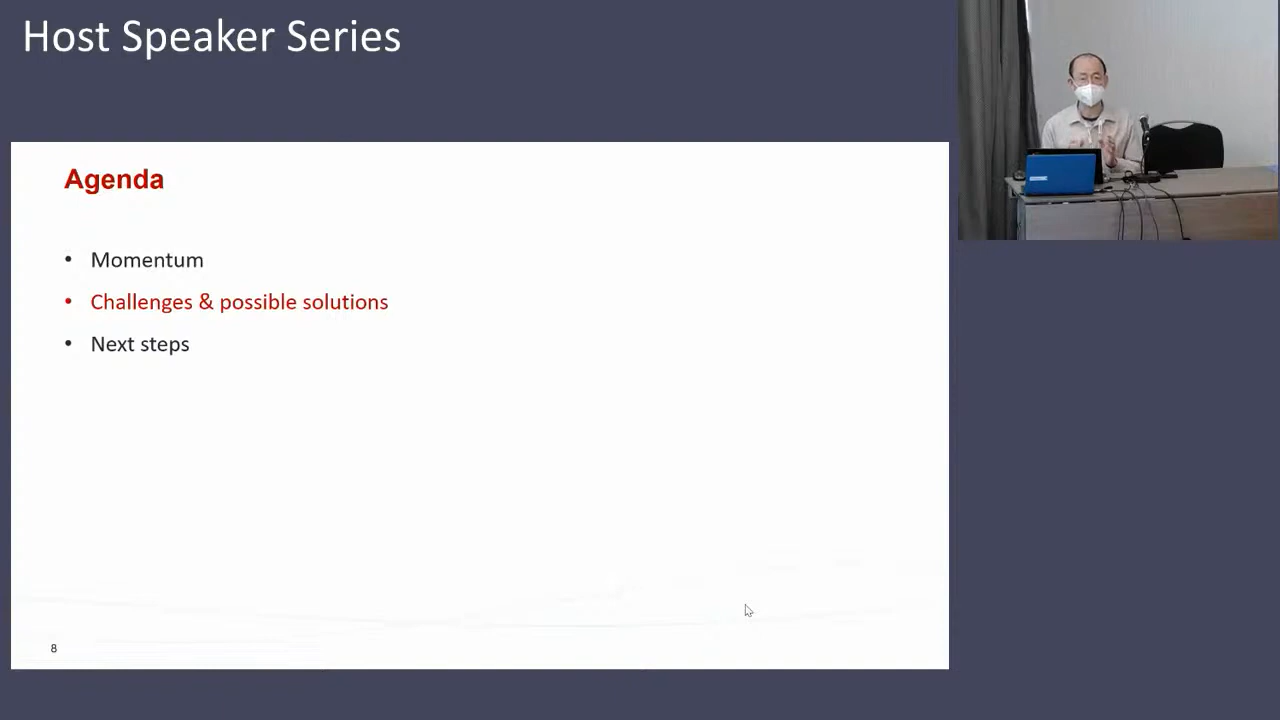 Host Speaker Series
Agenda
• Momentum
• Challenges & possible solutions
• Next steps
8